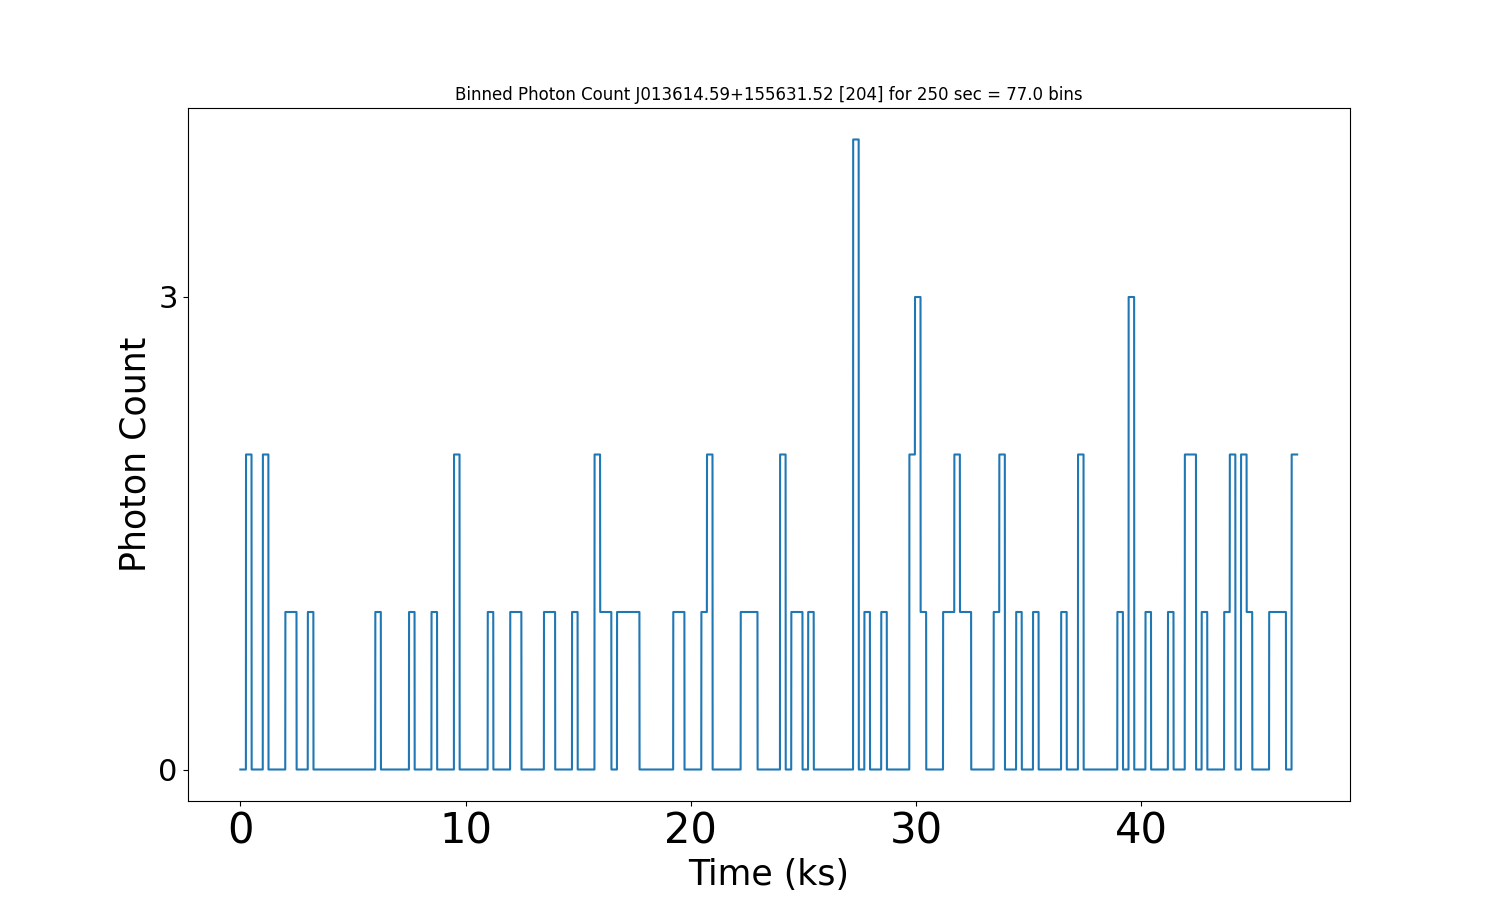 Binned Photon Count J013614.59+155631.52 [204] for 250 sec = 77.0 bins
3
0
Photon Count
0 10 20 30 40
Time (ks)